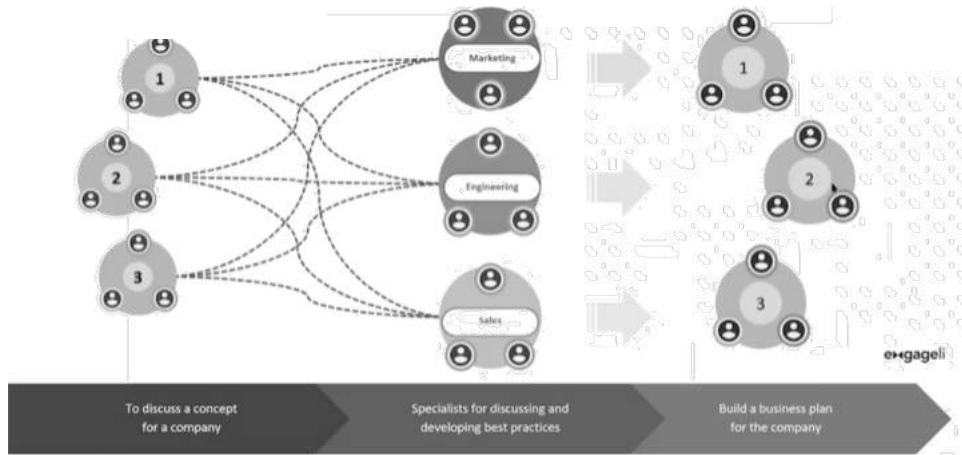 1
2
3
Marketing
Engineering
Sales
1
2
3
engageli
To discuss a concept
for a company
Specialists for discussing and
developing best practices
Build a business plan
for the company